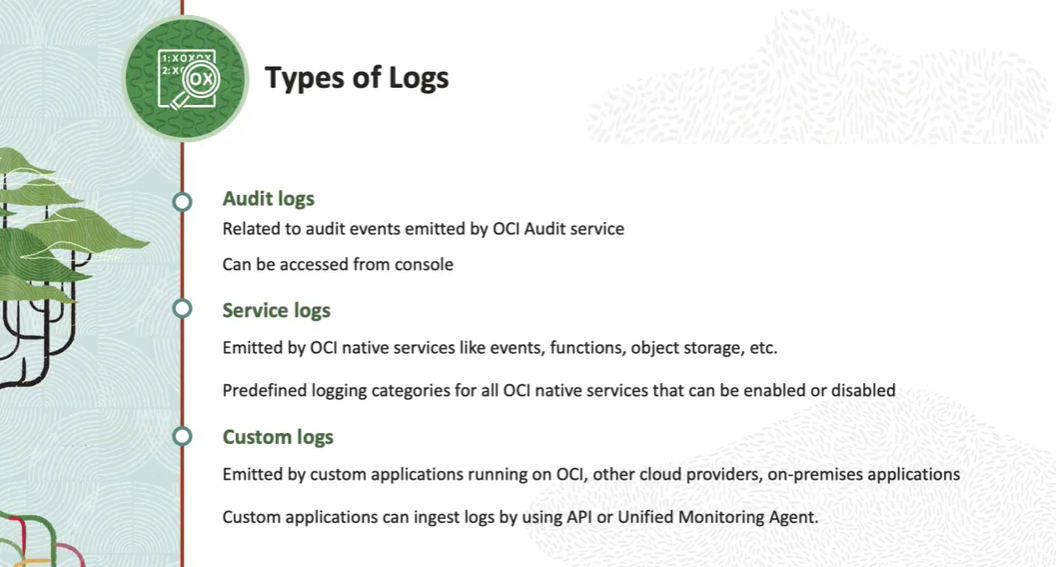 1:XOXOX
2:X
OX
Types of Logs
Audit logs
Related to audit events emitted by OCI Audit service
Can be accessed from console
Service logs
Emitted by OCI native services like events, functions, object storage, etc.
Predefined logging categories for all OCI native services that can be enabled or disabled
Custom logs
Emitted by custom applications running on OCI, other cloud providers, on-premises applications
Custom applications can ingest logs by using API or Unified Monitoring Agent.